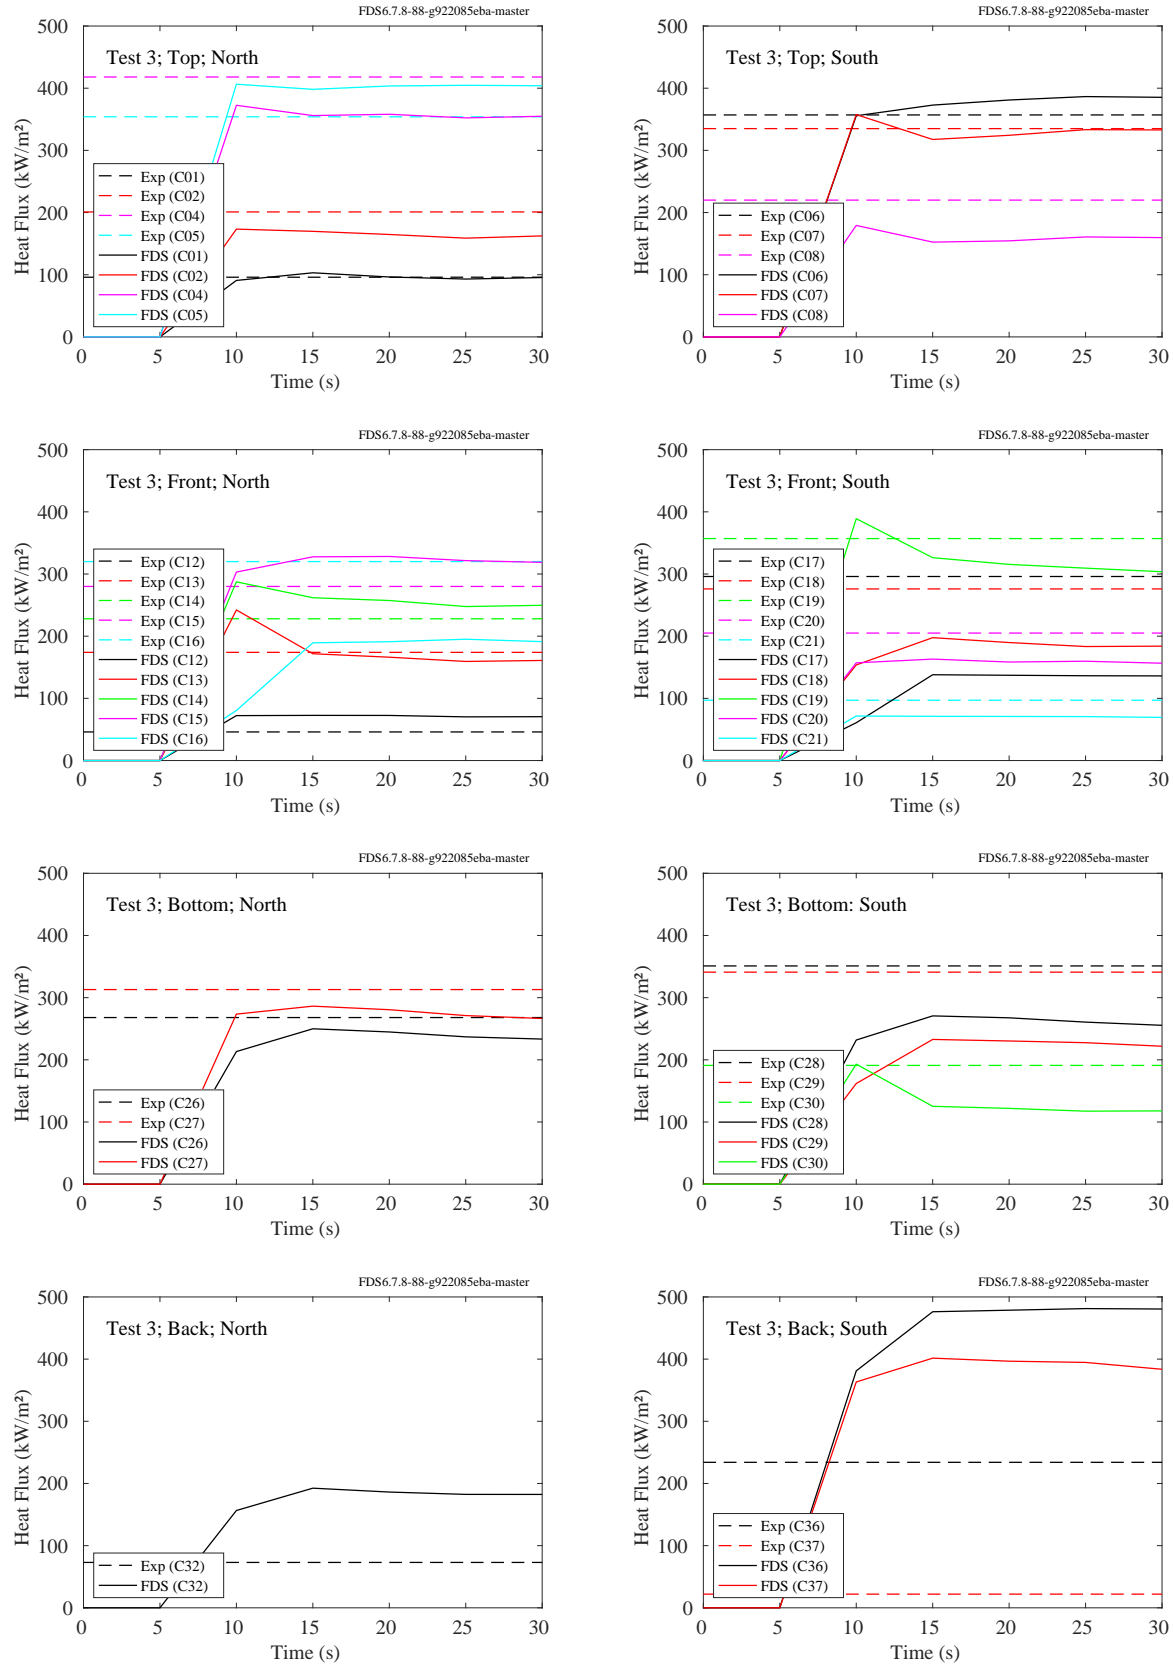 FDS6.7.8-88-g922085eba-master
Test 3; Top; North
Heat Flux (kW/m²)
500
400
300
200
100
0
Exp (C01)
Exp (C02)
Exp (C04)
Exp (C05)
FDS (C01)
FDS (C02)
FDS (C04)
FDS (C05)
0 5 10 15 20 25 30
Time (s)
FDS6.7.8-88-g922085eba-master
Test 3; Top; South
Heat Flux (kW/m²)
500
400
300
200
100
0
Exp (C06)
Exp (C07)
Exp (C08)
FDS (C06)
FDS (C07)
FDS (C08)
0 5 10 15 20 25 30
Time (s)
FDS6.7.8-88-g922085eba-master
Test 3; Front; North
Heat Flux (kW/m²)
500
400
300
200
100
0
Exp (C12)
Exp (C13)
Exp (C14)
Exp (C15)
Exp (C16)
FDS (C12)
FDS (C13)
FDS (C14)
FDS (C15)
FDS (C16)
0 5 10 15 20 25 30
Time (s)
FDS6.7.8-88-g922085eba-master
Test 3; Front; South
Heat Flux (kW/m²)
500
400
300
200
100
0
Exp (C17)
Exp (C18)
Exp (C19)
Exp (C20)
Exp (C21)
FDS (C17)
FDS (C18)
FDS (C19)
FDS (C20)
FDS (C21)
0 5 10 15 20 25 30
Time (s)
FDS6.7.8-88-g922085eba-master
Test 3; Bottom; North
Heat Flux (kW/m²)
500
400
300
200
100
0
Exp (C26)
Exp (C27)
FDS (C26)
FDS (C27)
0 5 10 15 20 25 30
Time (s)
FDS6.7.8-88-g922085eba-master
Test 3; Bottom: South
Heat Flux (kW/m²)
500
400
300
200
100
0
Exp (C28)
Exp (C29)
Exp (C30)
FDS (C28)
FDS (C29)
FDS (C30)
0 5 10 15 20 25 30
Time (s)
FDS6.7.8-88-g922085eba-master
Test 3; Back; North
Heat Flux (kW/m²)
500
400
300
200
100
0
Exp (C32)
FDS (C32)
0 5 10 15 20 25 30
Time (s)
FDS6.7.8-88-g922085eba-master
Test 3; Back; South
Heat Flux (kW/m²)
500
400
300
200
100
0
Exp (C36)
Exp (C37)
FDS (C36)
FDS (C37)
0 5 10 15 20 25 30
Time (s)